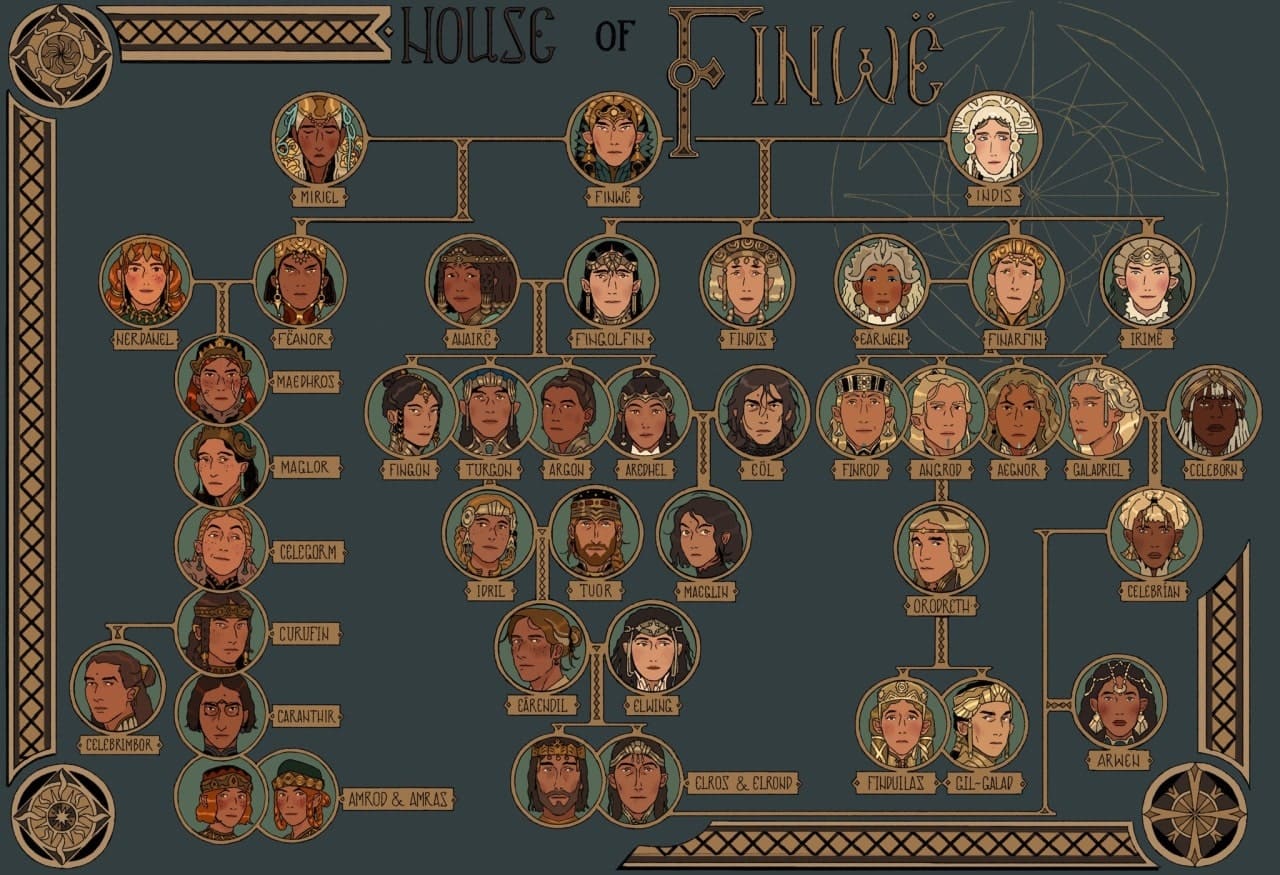 HOUSE OF FINWË
MIRIEL
FINWË
INDIS
NERDANEL
FËANOR
ANAIRË
FINGOLFIN
FINDIS
EARWEN
FINARFIN
IRIMË
MAEDHROS
MAGLOR
CELEGORM
CURUFIN
CARANTHIR
AMROD & AMRAS
CELEBRIMBOR
FINGON
TURGON
ARGON
AREDHEL
EÖL
FINROD
ANGROD
AEGNOR
GALADRIEL
CELEBORN
IDRIL
TUOR
MAEGLIN
ORODRETH
CELEBRÍAN
EÄRENDIL
ELWING
ELROS & ELROND
FINDUILAS
GIL-GALAD
ARWEN